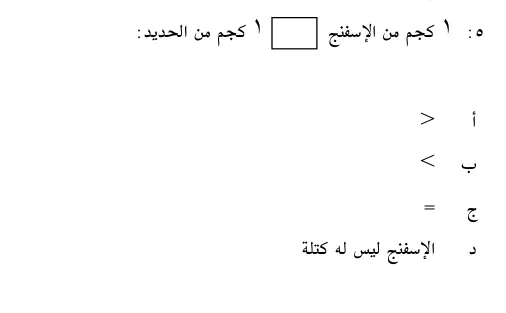 ٥: ١ كجم من الإسفنج ١ كجم من الحديد:
أ >
ب <
ج =
د الإسفنج ليس له كتلة